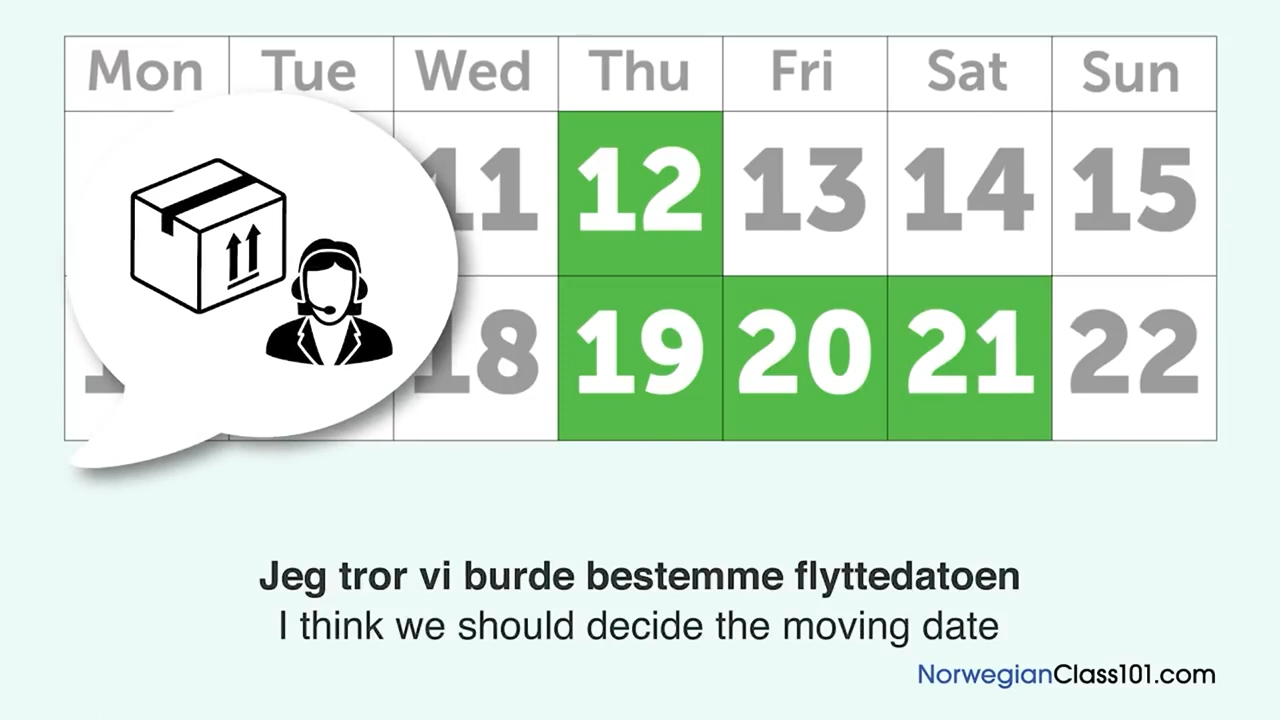 Mon Tue Wed Thu Fri Sat Sun
11 12 13 14 15
18 19 20 21 22
Jeg tror vi burde bestemme flyttedatoen
I think we should decide the moving date
NorwegianClass101.com